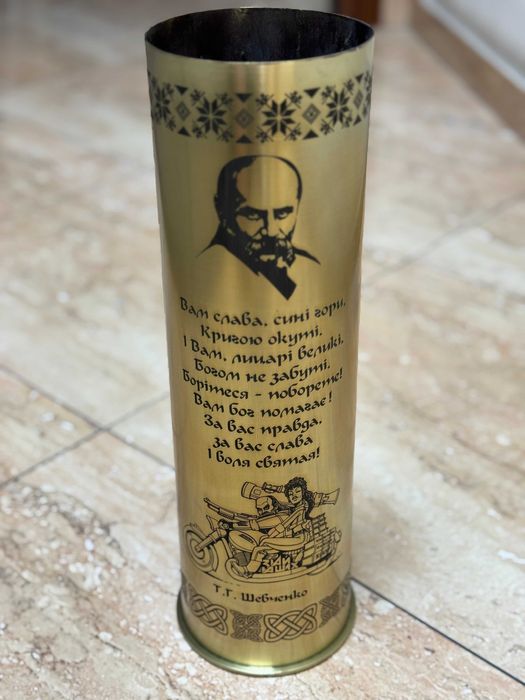 Вам слава, сині гори,
Кригою окуті.
І Вам, лицарі великі,
Богом не забуті.
Борітеся - поборете!
Вам бог помагає!
За вас правда,
за вас слава
І воля святая!
Т.Г. Шевченко